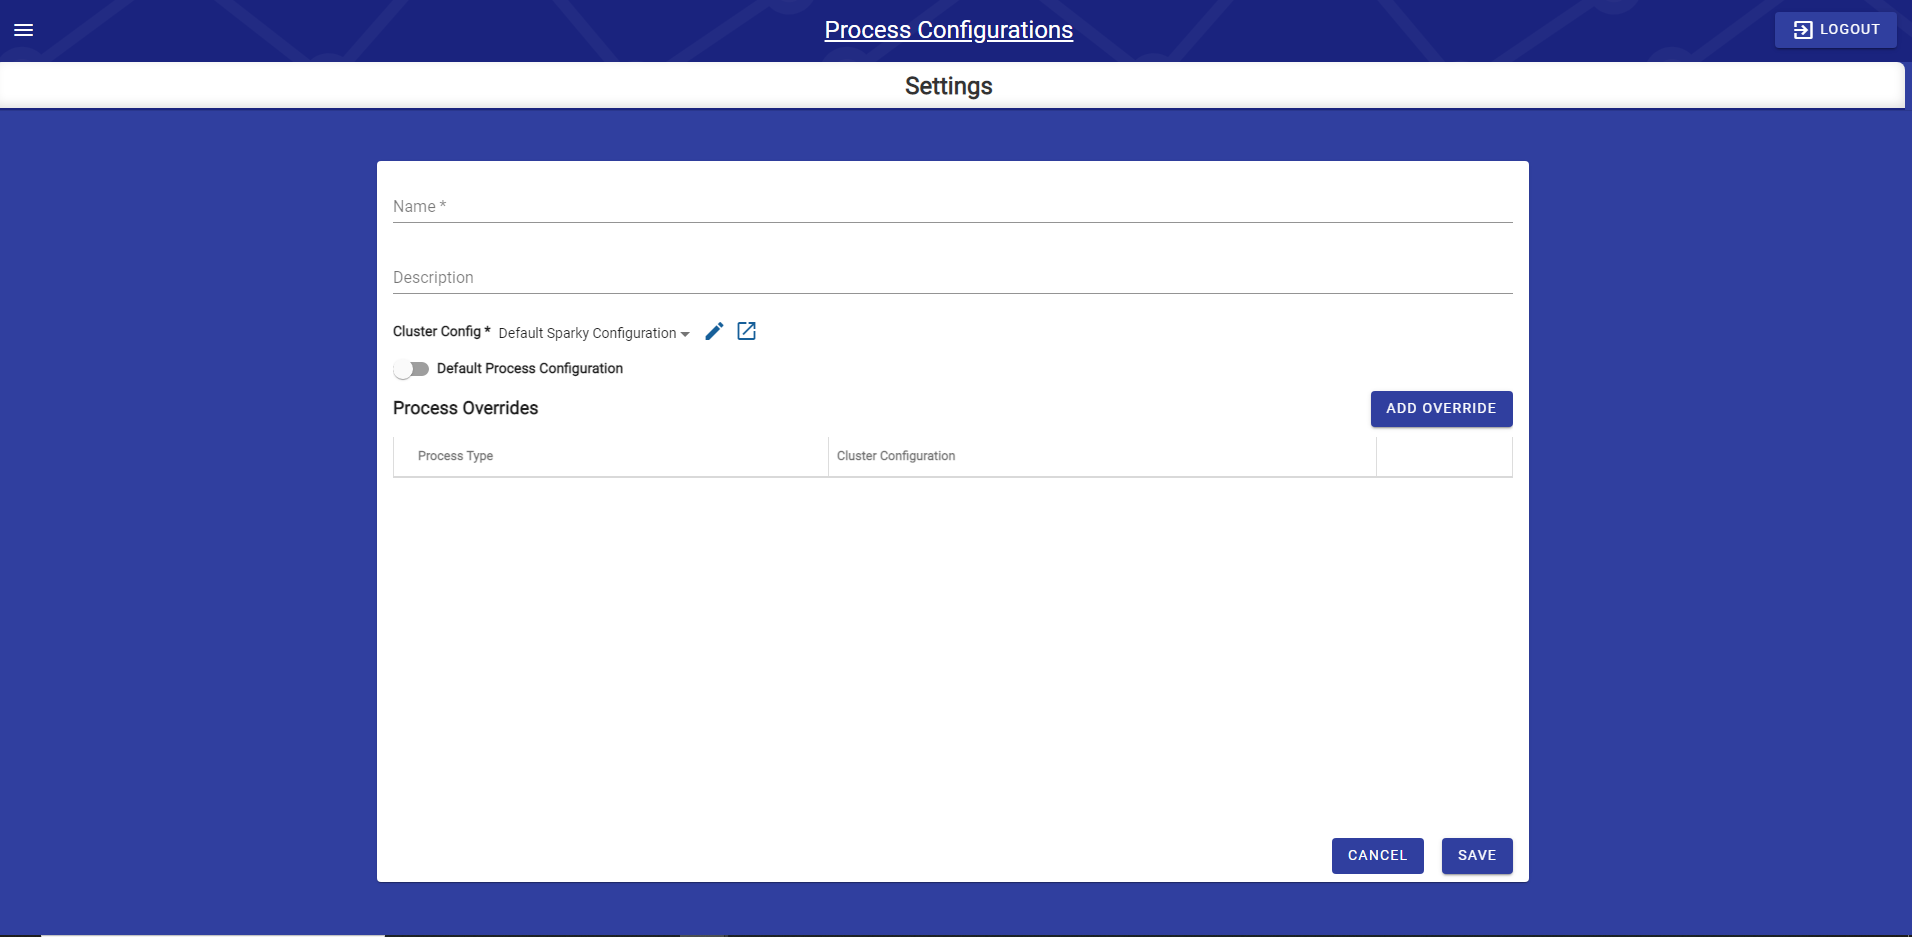 Process Configurations
LOGOUT
Settings
Name *
Description
Cluster Config * Default Sparky Configuration
Default Process Configuration
Process Overrides
ADD OVERRIDE
Process Type Cluster Configuration
CANCEL SAVE